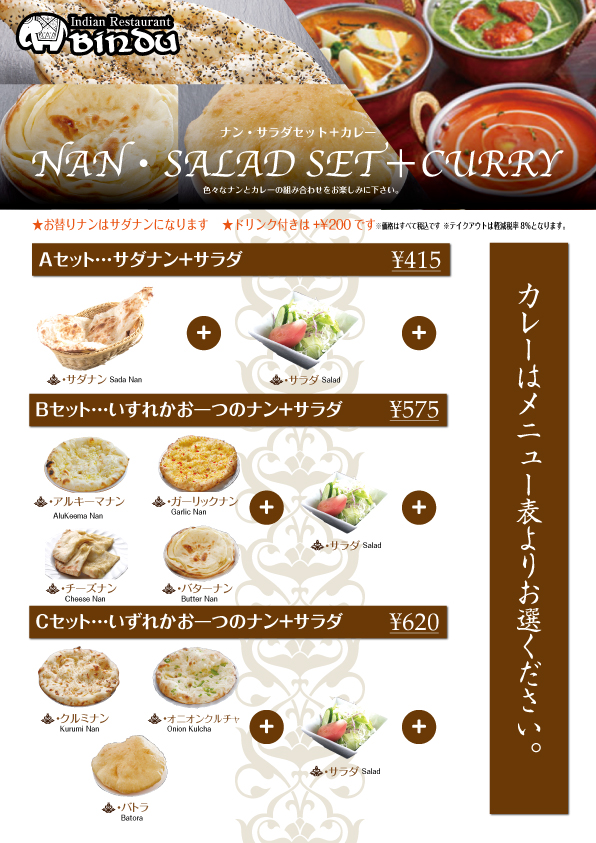 Indian Restaurant
BINDU
ナン・サラダセット＋カレー
NAN・SALAD SET＋CURRY
色々なナンとカレーの組み合わせをお楽しみに下さい。
★お替りナンはサダナンになります ★ドリンク付きは+¥200です※価格はすべて税込です ※テイクアウトは軽減税率8％となります。
Aセット…サダナン＋サラダ ¥415
・サダナン Sada Nan
・サラダ Salad
Bセット…いすれかお一つのナン＋サラダ ¥575
・アルキーマナン
AluKeema Nan
・ガーリックナン
Garlic Nan
・サラダ Salad
・チーズナン
Cheese Nan
・バターナン
Butter Nan
Cセット…いずれかお一つのナン＋サラダ ¥620
・クルミナン
Kurumi Nan
・オニオンクルチャ
Onion Kulcha
・サラダ Salad
・バトラ
Batora
カレーはメニュー表よりお選ください。